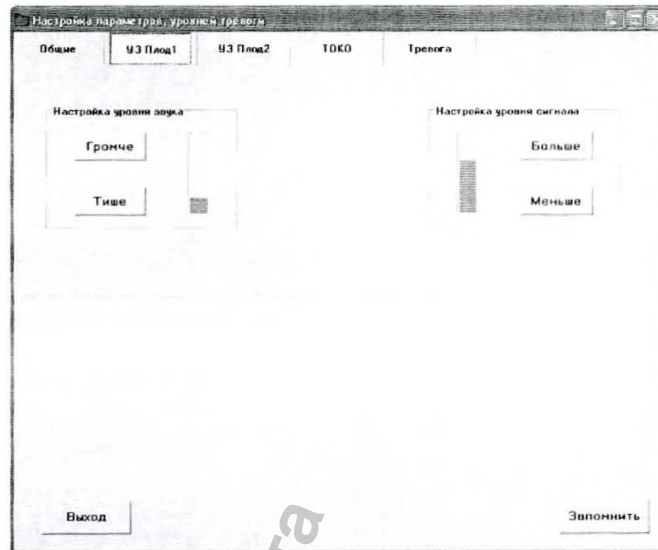 Настройка параметров, уровней тревоги
Общие УЗ Плод1 УЗ Плод2 ТОКО Тревога
Настройка уровня звука
Громче
Тише
Настройка уровня сигнала
Больше
Меньше
Выход
Запомнить